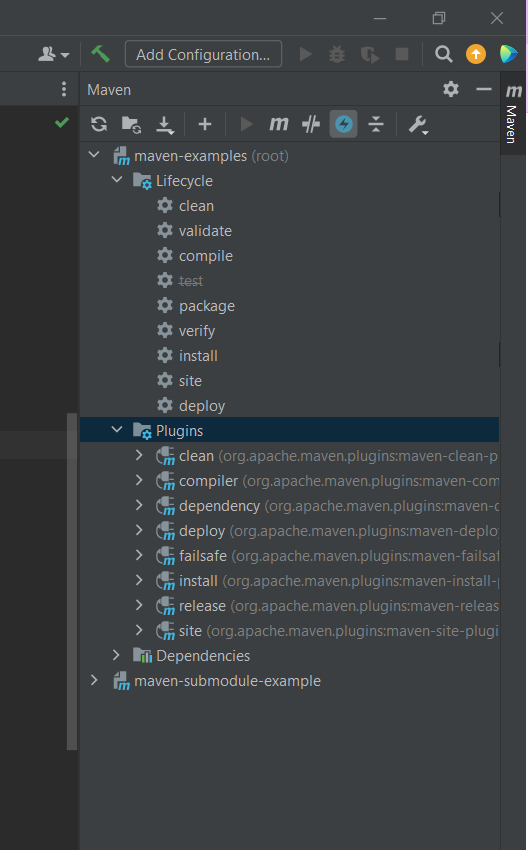 Add Configuration...
Maven
m
Maven
m
maven-examples (root)
Lifecycle
clean
validate
compile
test
package
verify
install
site
deploy
Plugins
clean (org.apache.maven.plugins:maven-clean-p
compiler (org.apache.maven.plugins:maven-com
dependency (org.apache.maven.plugins:maven-d
deploy (org.apache.maven.plugins:maven-deplo
failsafe (org.apache.maven.plugins:maven-failsaf
install (org.apache.maven.plugins:maven-install-p
release (org.apache.maven.plugins:maven-releas
site (org.apache.maven.plugins:maven-site-plugi
Dependencies
maven-submodule-example